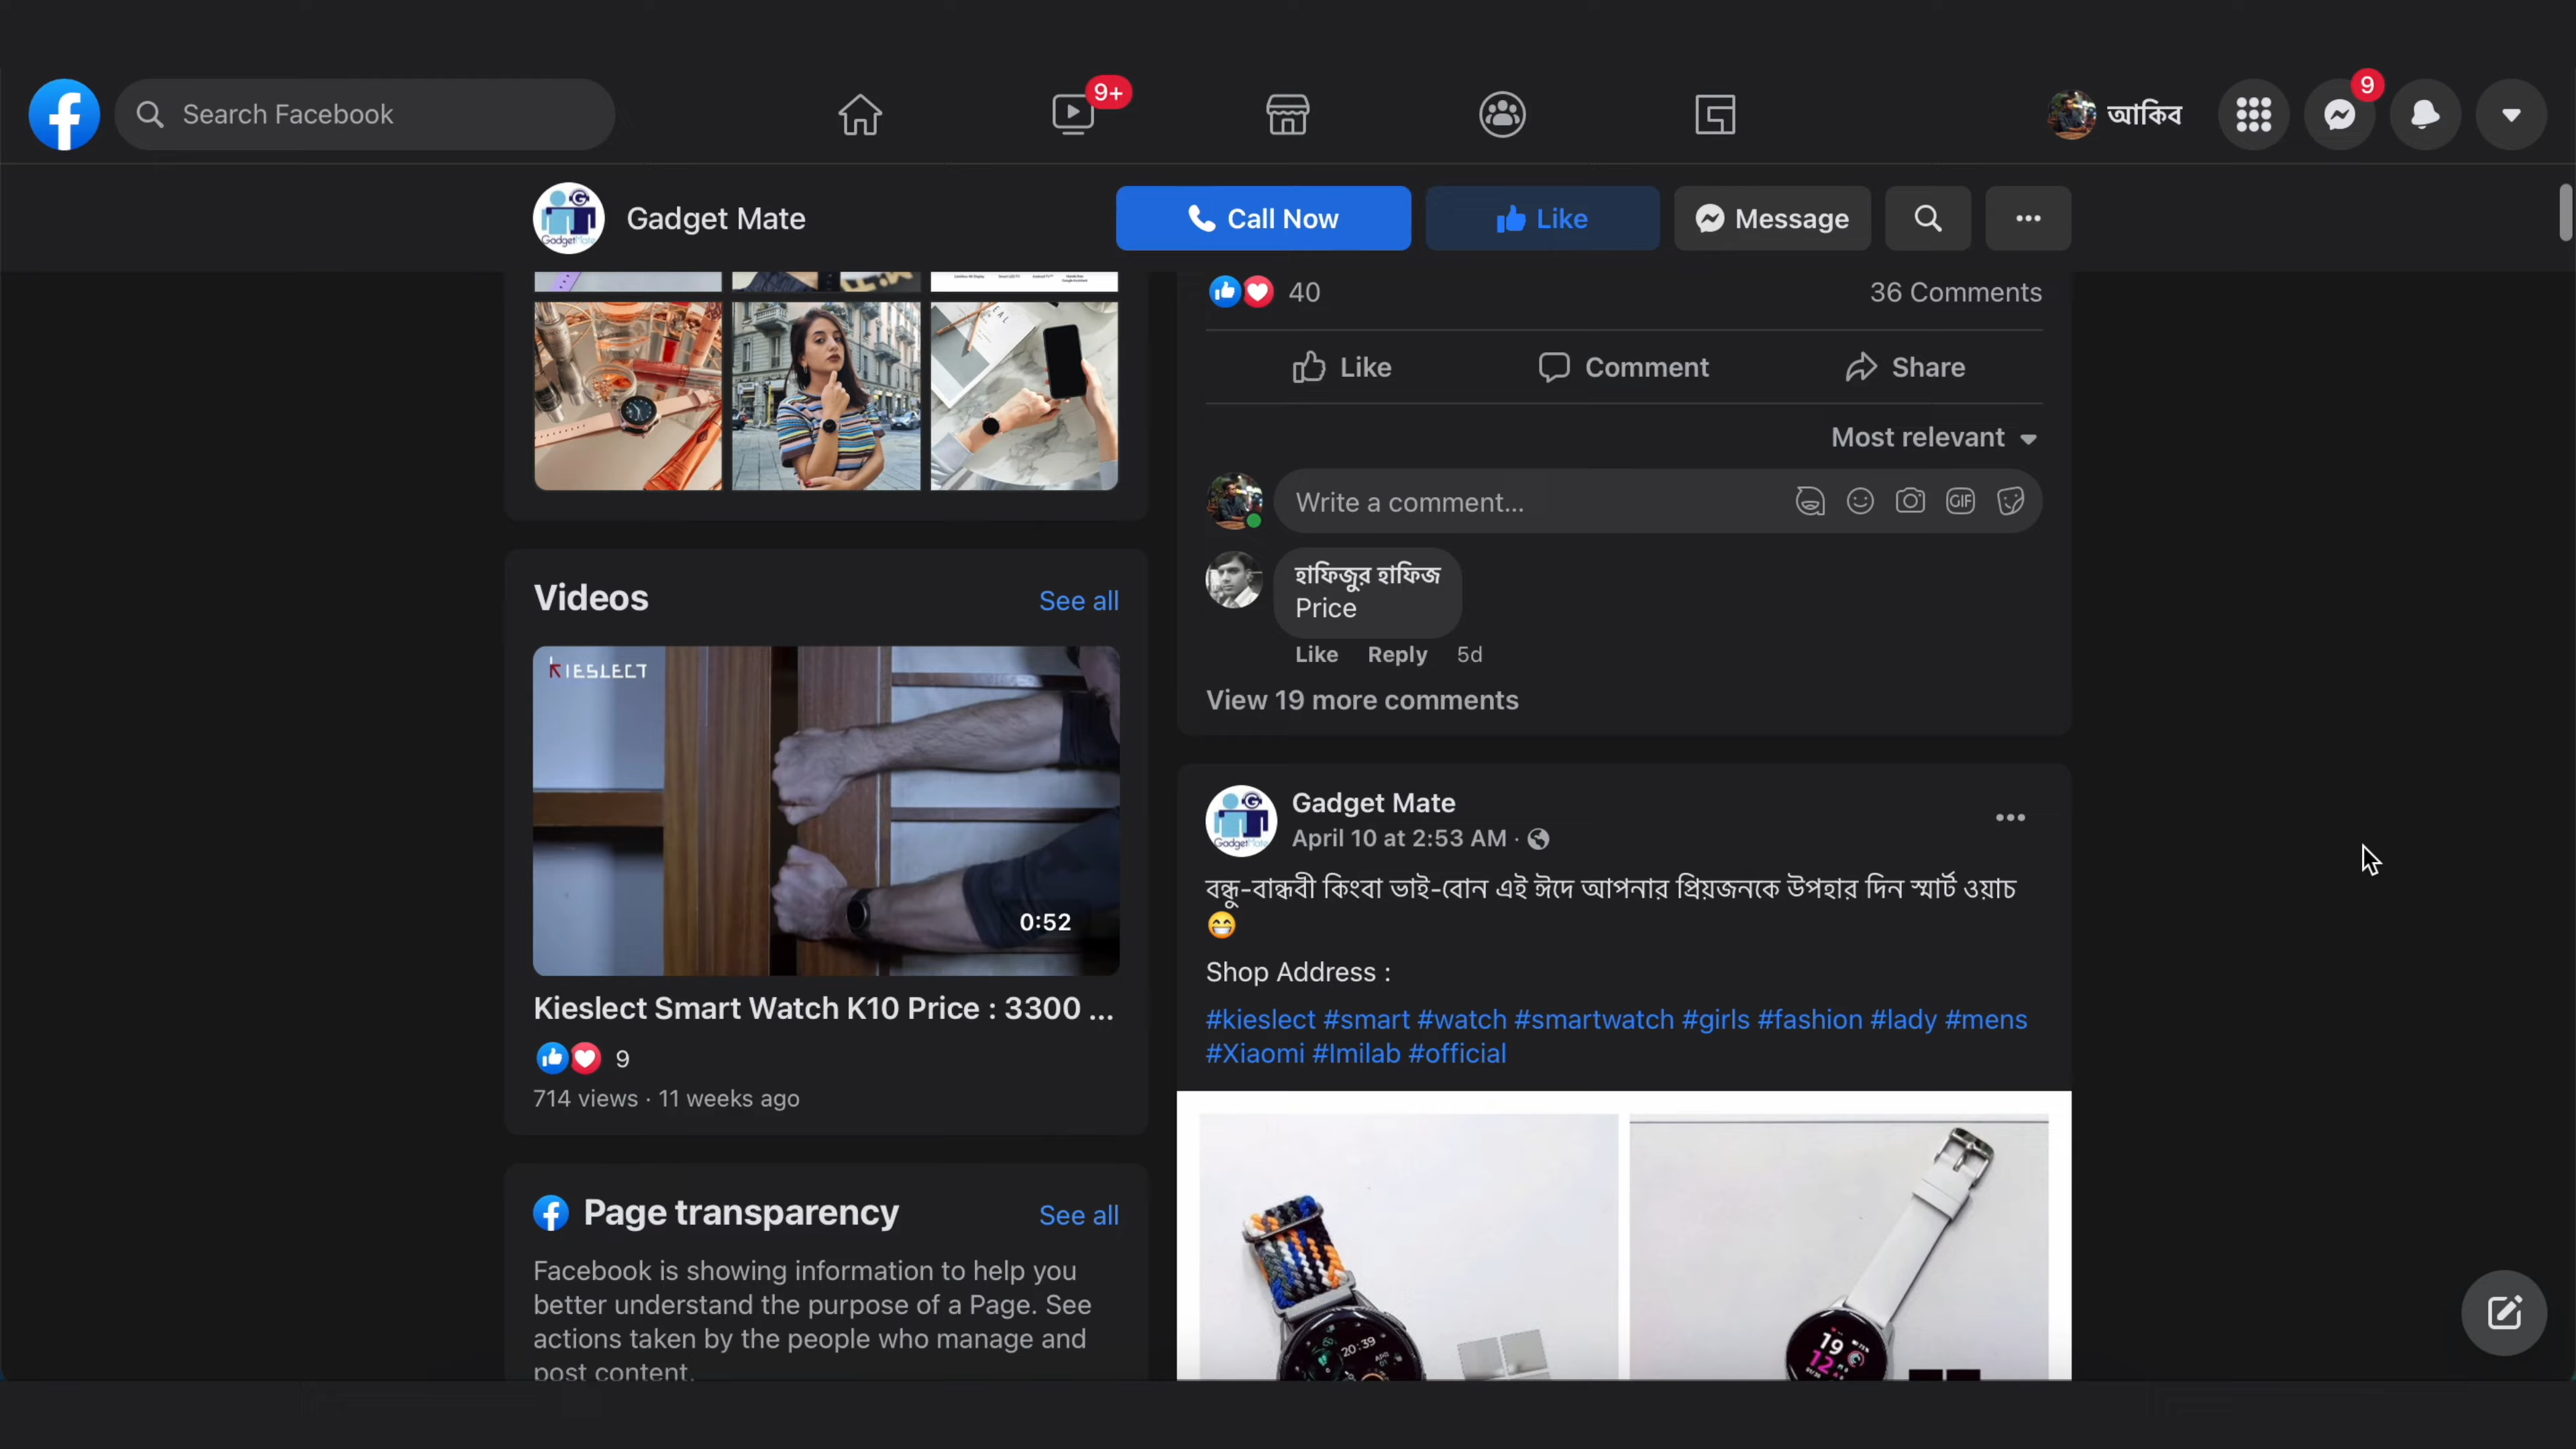 Search Facebook
9+
আকিব
9
Gadget Mate
Call Now
Like
Message
40
36 Comments
Like
Comment
Share
Most relevant
Write a comment...
GIF
হাফিজুর হাফিজ
Price
Like Reply 5d
View 19 more comments
Videos
See all
KIESLECT
0:52
Kieslect Smart Watch K10 Price : 3300 ...
9
714 views · 11 weeks ago
Page transparency
See all
Facebook is showing information to help you
better understand the purpose of a Page. See
actions taken by the people who manage and
post content.
Gadget Mate
April 10 at 2:53 AM ·
বন্ধু-বান্ধবী কিংবা ভাই-বোন এই ঈদে আপনার প্রিয়জনকে উপহার দিন স্মার্ট ওয়াচ
Shop Address :
#kieslect #smart #watch #smartwatch #girls #fashion #lady #mens
#Xiaomi #Imilab #official
20:39
19
12